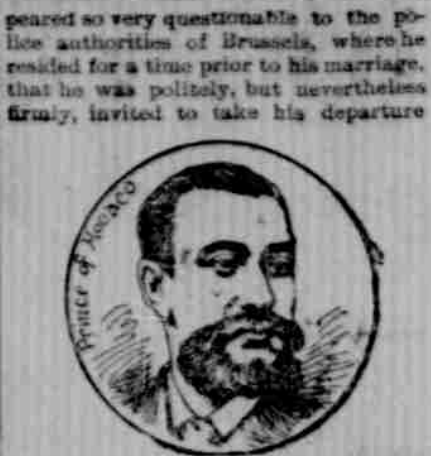 peared so very questionable to the po-
lice authorities of Brussels, where he
resided for a time prior to his marriage,
that he was politely, but nevertheless
firmly, invited to take his departure
Prince of Monaco